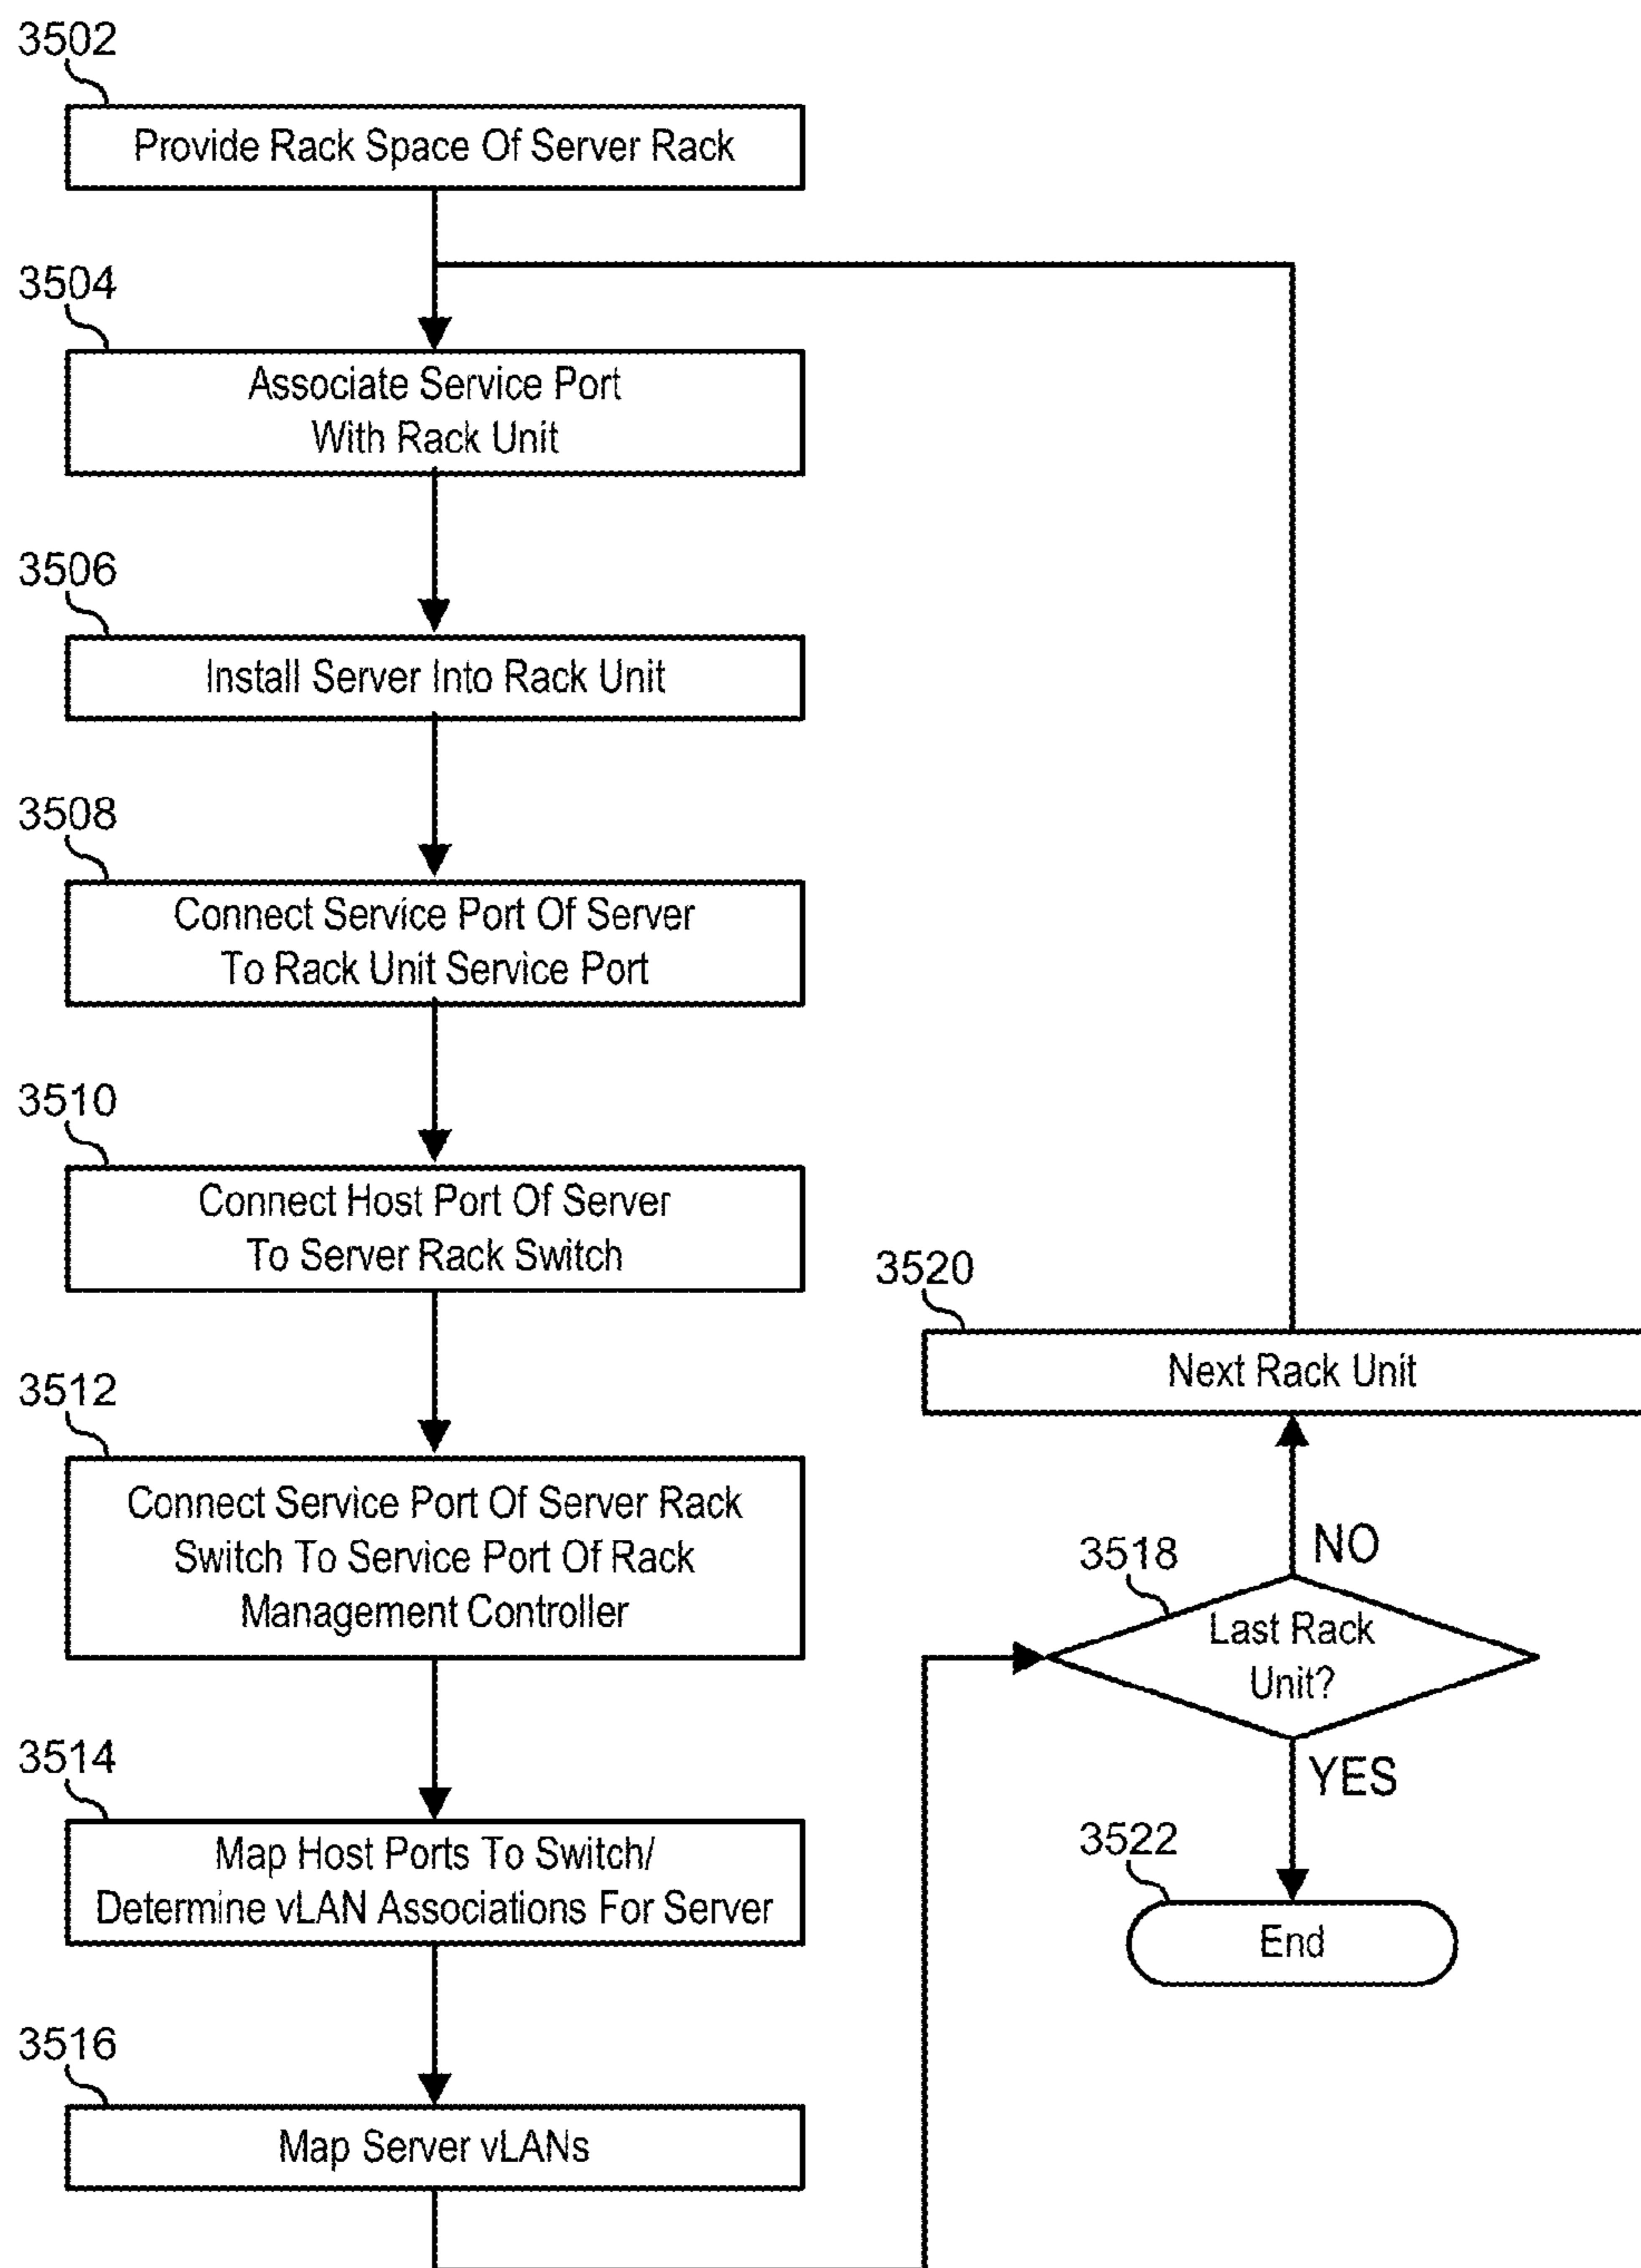 3502
Provide Rack Space Of Server Rack
3504
Associate Service Port
With Rack Unit
3506
Install Server Into Rack Unit
3508
Connect Service Port Of Server
To Rack Unit Service Port
3510
Connect Host Port Of Server
To Server Rack Switch
3512
Connect Service Port Of Server Rack
Switch To Service Port Of Rack
Management Controller
3514
Map Host Ports To Switch/
Determine vLAN Associations For Server
3516
Map Server vLANs
3520
Next Rack Unit
NO
3518
Last Rack
Unit?
YES
3522
End